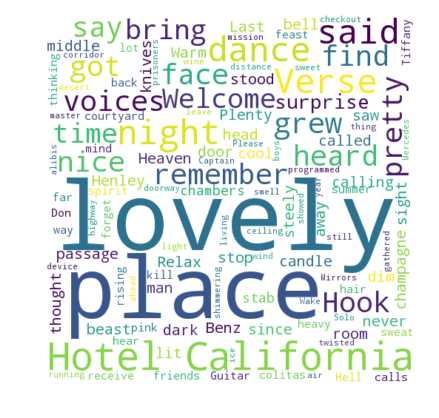 say bring dance said find
Last bell
middle lot Warm feast mission Tiffany
corridor wine checkout
got knives face stood distance sweet prisoners Verse
thinking back
voices Welcome surprise pretty
desert courtyard leave Please
master mind Plenty grew saw thing
time night head called boys Mercedes
alibis Heaven door cool Captain programmed year
nice remember heard
spirit Henley chambers calling summer sight
far Don forget doorway smell steely away
way highway living ceiling showed still
lovely
place
passage Relax stop candle champagne
device light wind gathered
thought rising ahead kill man shimmering stab hair Mirrors dim Hook
beast pink dark Benz since heavy Wake Solo never sweat
hear lit room twisted
Hotel California
running receive friends Guitar ice colitas air Hell calls